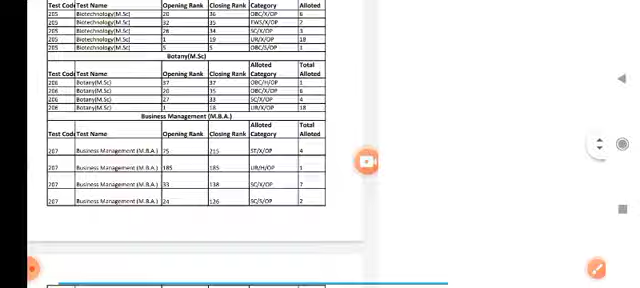 Test Code Test Name Opening Rank Closing Rank Category Alloted
205 Biotechnology(M.Sc) 20 36 OBC/X/OP 6
205 Biotechnology(M.Sc) 32 35 EWS/X/OP 2
205 Biotechnology(M.Sc) 26 34 SC/X/OP 3
205 Biotechnology(M.Sc) 1 19 UR/X/OP 18
205 Biotechnology(M.Sc) 5 5 OBC/S/OP 1
Botany(M.Sc)
Test Code Test Name Opening Rank Closing Rank Alloted Category Total Alloted
206 Botany(M.Sc) 37 37 OBC/H/OP 1
206 Botany(M.Sc) 20 35 OBC/X/OP 6
206 Botany(M.Sc) 27 33 SC/X/OP 4
206 Botany(M.Sc) 1 18 UR/X/OP 18
Business Management (M.B.A.)
Test Code Test Name Opening Rank Closing Rank Alloted Category Total Alloted
207 Business Management (M.B.A.) 75 215 ST/X/OP 4
207 Business Management (M.B.A.) 185 185 UR/H/OP 1
207 Business Management (M.B.A.) 33 138 SC/X/OP 7
207 Business Management (M.B.A.) 24 126 SC/S/OP 2